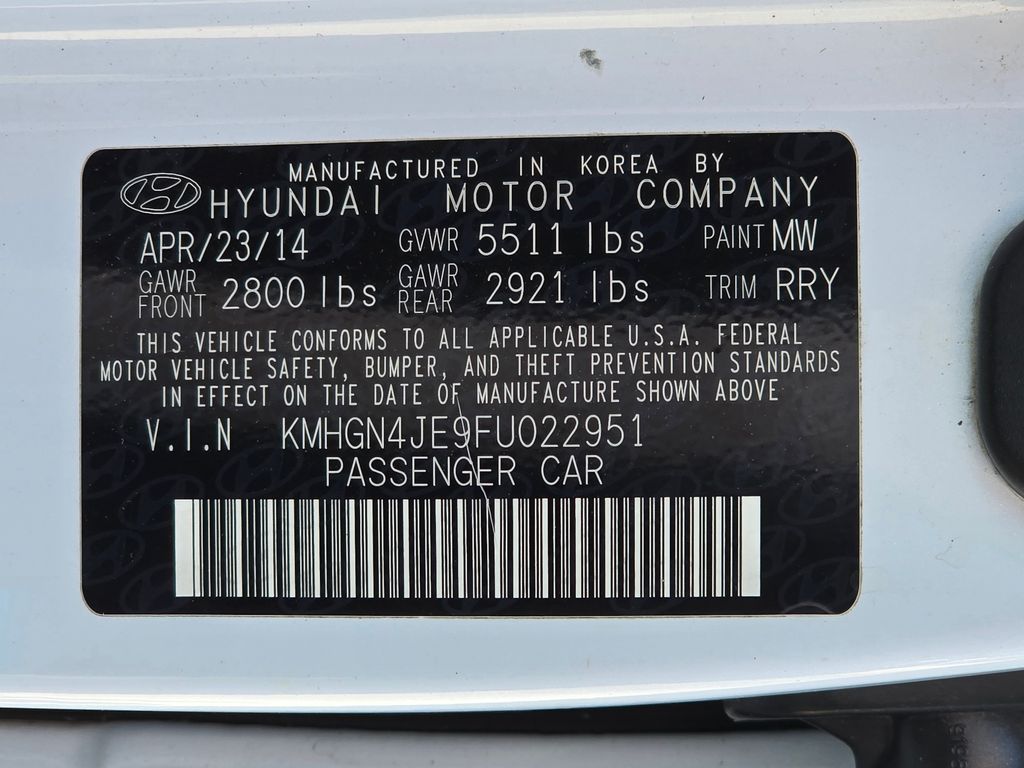 MANUFACTURED IN KOREA BY
HYUNDAI MOTOR COMPANY
APR/23/14 GVWR 5511 lbs PAINT MW
GAWR FRONT 2800 lbs GAWR REAR 2921 lbs TRIM RRY
THIS VEHICLE CONFORMS TO ALL APPLICABLE U.S.A. FEDERAL
MOTOR VEHICLE SAFETY, BUMPER, AND THEFT PREVENTION STANDARDS
IN EFFECT ON THE DATE OF MANUFACTURE SHOWN ABOVE
V.I.N KMHGN4JE9FU022951
PASSENGER CAR